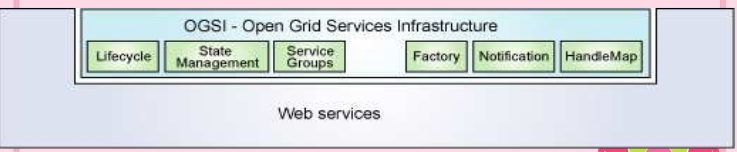 OGSI - Open Grid Services Infrastructure
Lifecycle
State
Management
Service
Groups
Factory
Notification
HandleMap
Web services